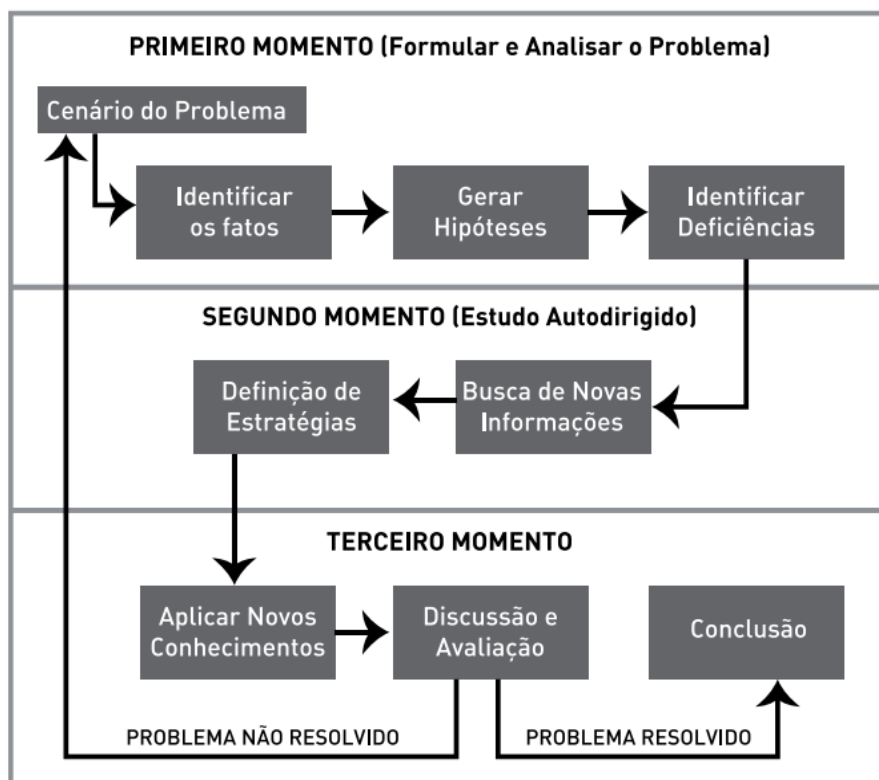 PRIMEIRO MOMENTO (Formular e Analisar o Problema)
Cenário do Problema
Identificar
os fatos
Gerar
Hipóteses
Identificar
Deficiências
SEGUNDO MOMENTO (Estudo Autodirigido)
Definição de
Estratégias
Busca de Novas
Informações
TERCEIRO MOMENTO
Aplicar Novos
Conhecimentos
Discussão e
Avaliação
Conclusão
PROBLEMA NÃO RESOLVIDO
PROBLEMA RESOLVIDO